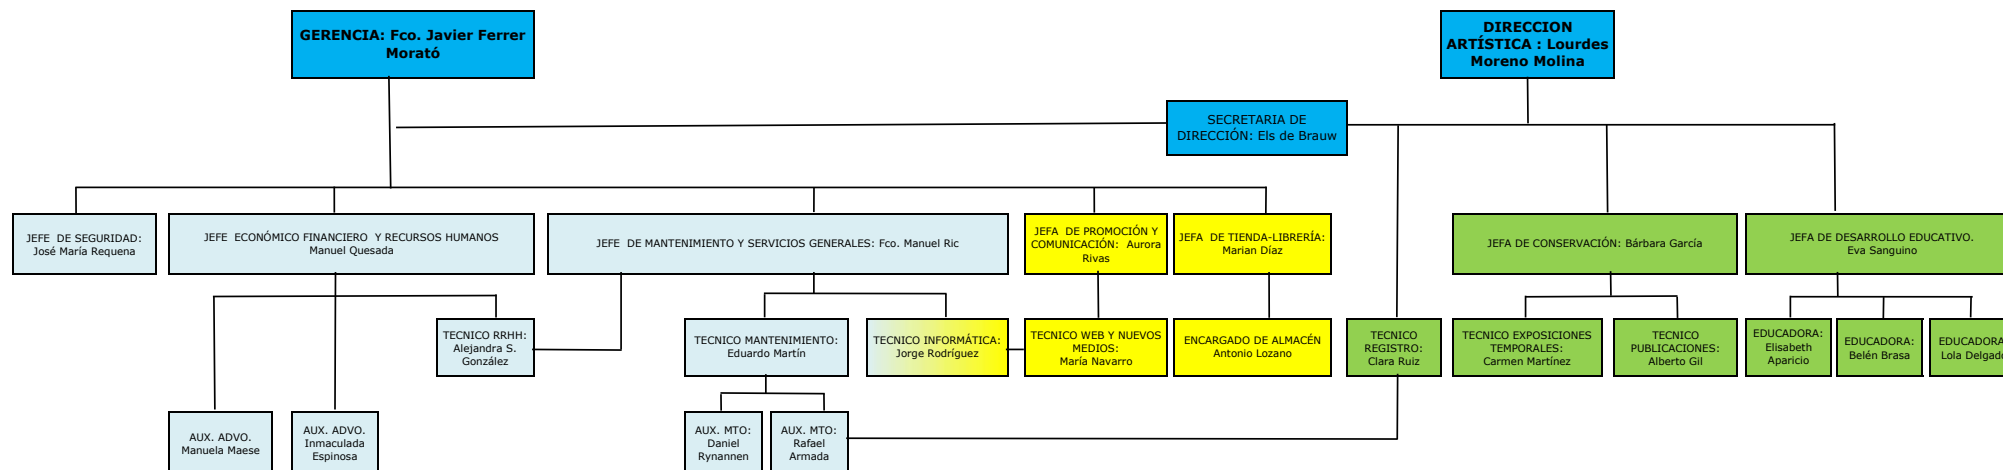 GERENCIA: Fco. Javier Ferrer
Morató
DIRECCION
ARTÍSTICA : Lourdes
Moreno Molina
SECRETARIA DE
DIRECCIÓN: Els de Brauw
JEFE DE SEGURIDAD:
José María Requena
JEFE ECONÓMICO FINANCIERO Y RECURSOS HUMANOS
Manuel Quesada
JEFE DE MANTENIMIENTO Y SERVICIOS GENERALES: Fco. Manuel Ric
JEFA DE PROMOCIÓN Y
COMUNICACIÓN: Aurora
Rivas
JEFA DE TIENDA-LIBRERÍA:
Marian Díaz
JEFA DE CONSERVACIÓN: Bárbara García
JEFA DE DESARROLLO EDUCATIVO.
Eva Sanguino
TECNICO RRHH:
Alejandra S.
González
TECNICO MANTENIMIENTO:
Eduardo Martín
TECNICO INFORMÁTICA:
Jorge Rodríguez
TECNICO WEB Y NUEVOS
MEDIOS:
María Navarro
ENCARGADO DE ALMACÉN
Antonio Lozano
TECNICO
REGISTRO:
Clara Ruiz
TECNICO EXPOSICIONES
TEMPORALES:
Carmen Martínez
TECNICO
PUBLICACIONES:
Alberto Gil
EDUCADORA:
Elisabeth
Aparicio
EDUCADORA:
Belén Brasa
EDUCADORA
Lola Delgado
AUX. ADVO.
Manuela Maese
AUX. ADVO.
Inmaculada
Espinosa
AUX. MTO:
Daniel
Rynannen
AUX. MTO:
Rafael
Armada